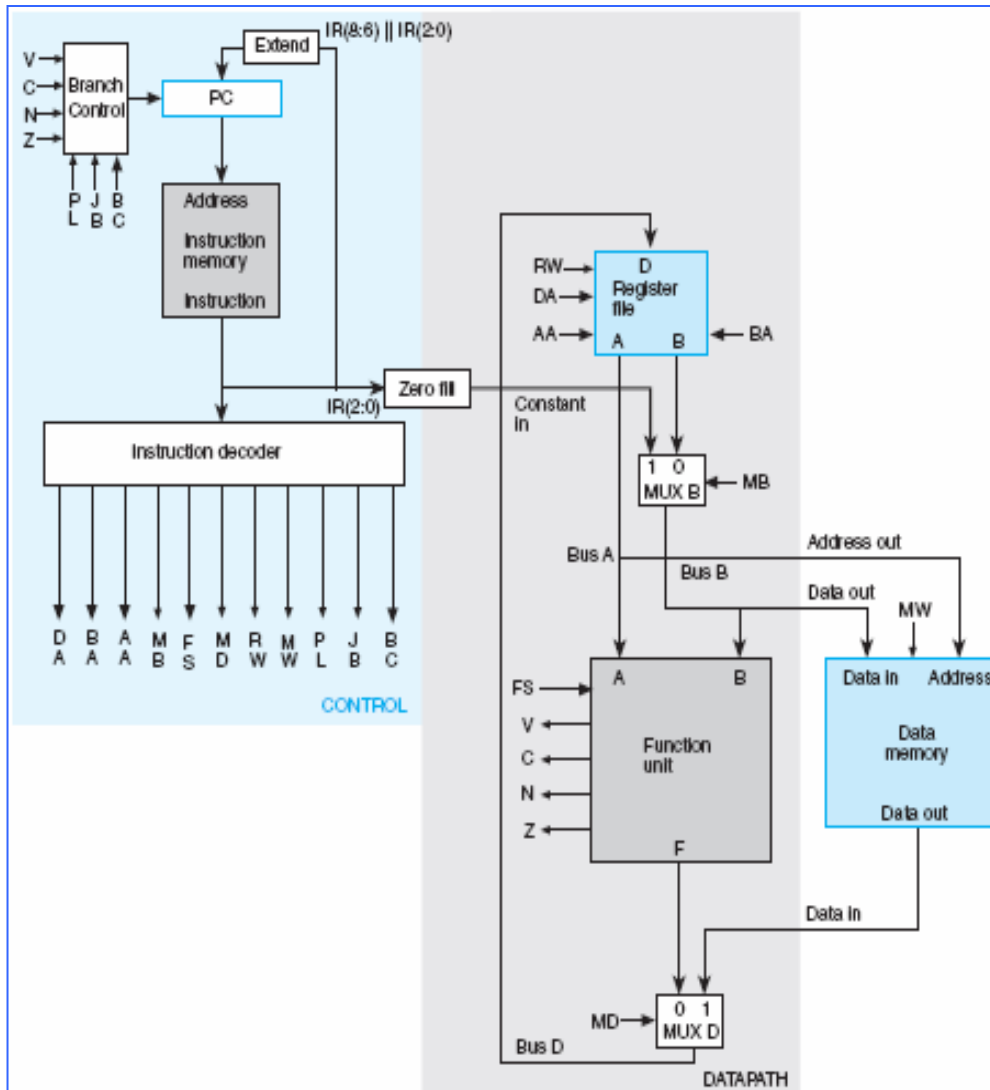 IR(8:6) || IR(2:0)
Extend
V
C
N
Z
Branch
Control
PC
P
L
J
B
B
C
Address
Instruction
memory
Instruction
IR(2:0)
Zero fill
Instruction decoder
D
A
B
A
A
A
M
B
F
S
M
D
R
W
M
W
P
L
J
B
B
C
CONTROL
RW
DA
AA
D
Register
file
A
B
BA
Constant
in
1
0
MUX B
MB
Bus A
Bus B
Address out
Data out
MW
FS
V
C
N
Z
A
B
Function
unit
F
Data in
Address
Data
memory
Data out
Data in
MD
0
1
MUX D
Bus D
DATAPATH